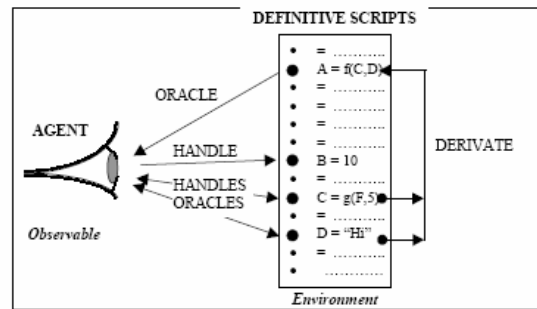 DEFINITIVE SCRIPTS
• = ............
• A = f(C,D)
• = ............
ORACLE
• = ............
• = ............
AGENT
• = ............
HANDLE
• B = 10
DERIVATE
• = ............
HANDLES
• C = g(F,5)
ORACLES
• = ............
• D = “Hi”
Observable
• = ............
• ............
Environment